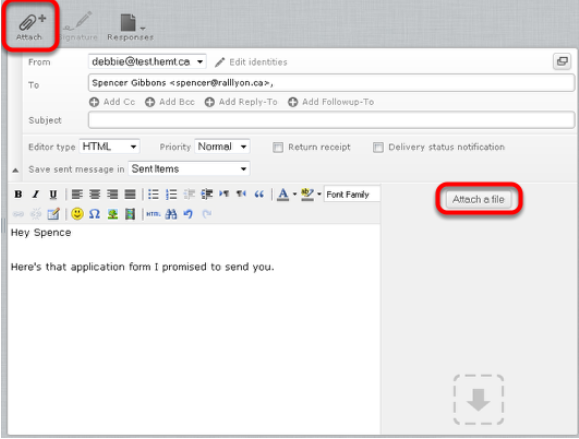 Attach Signature Responses
From debbie@test.hemt.ca Edit identities
To Spencer Gibbons <spencer@ralllyon.ca>,
Add Cc Add Bcc Add Reply-To Add Followup-To
Subject
Editor type HTML Priority Normal Return receipt Delivery status notification
Save sent message in Sent Items
B I U A Font Family
Ω HTML
Attach a file
Hey Spence
Here's that application form I promised to send you.